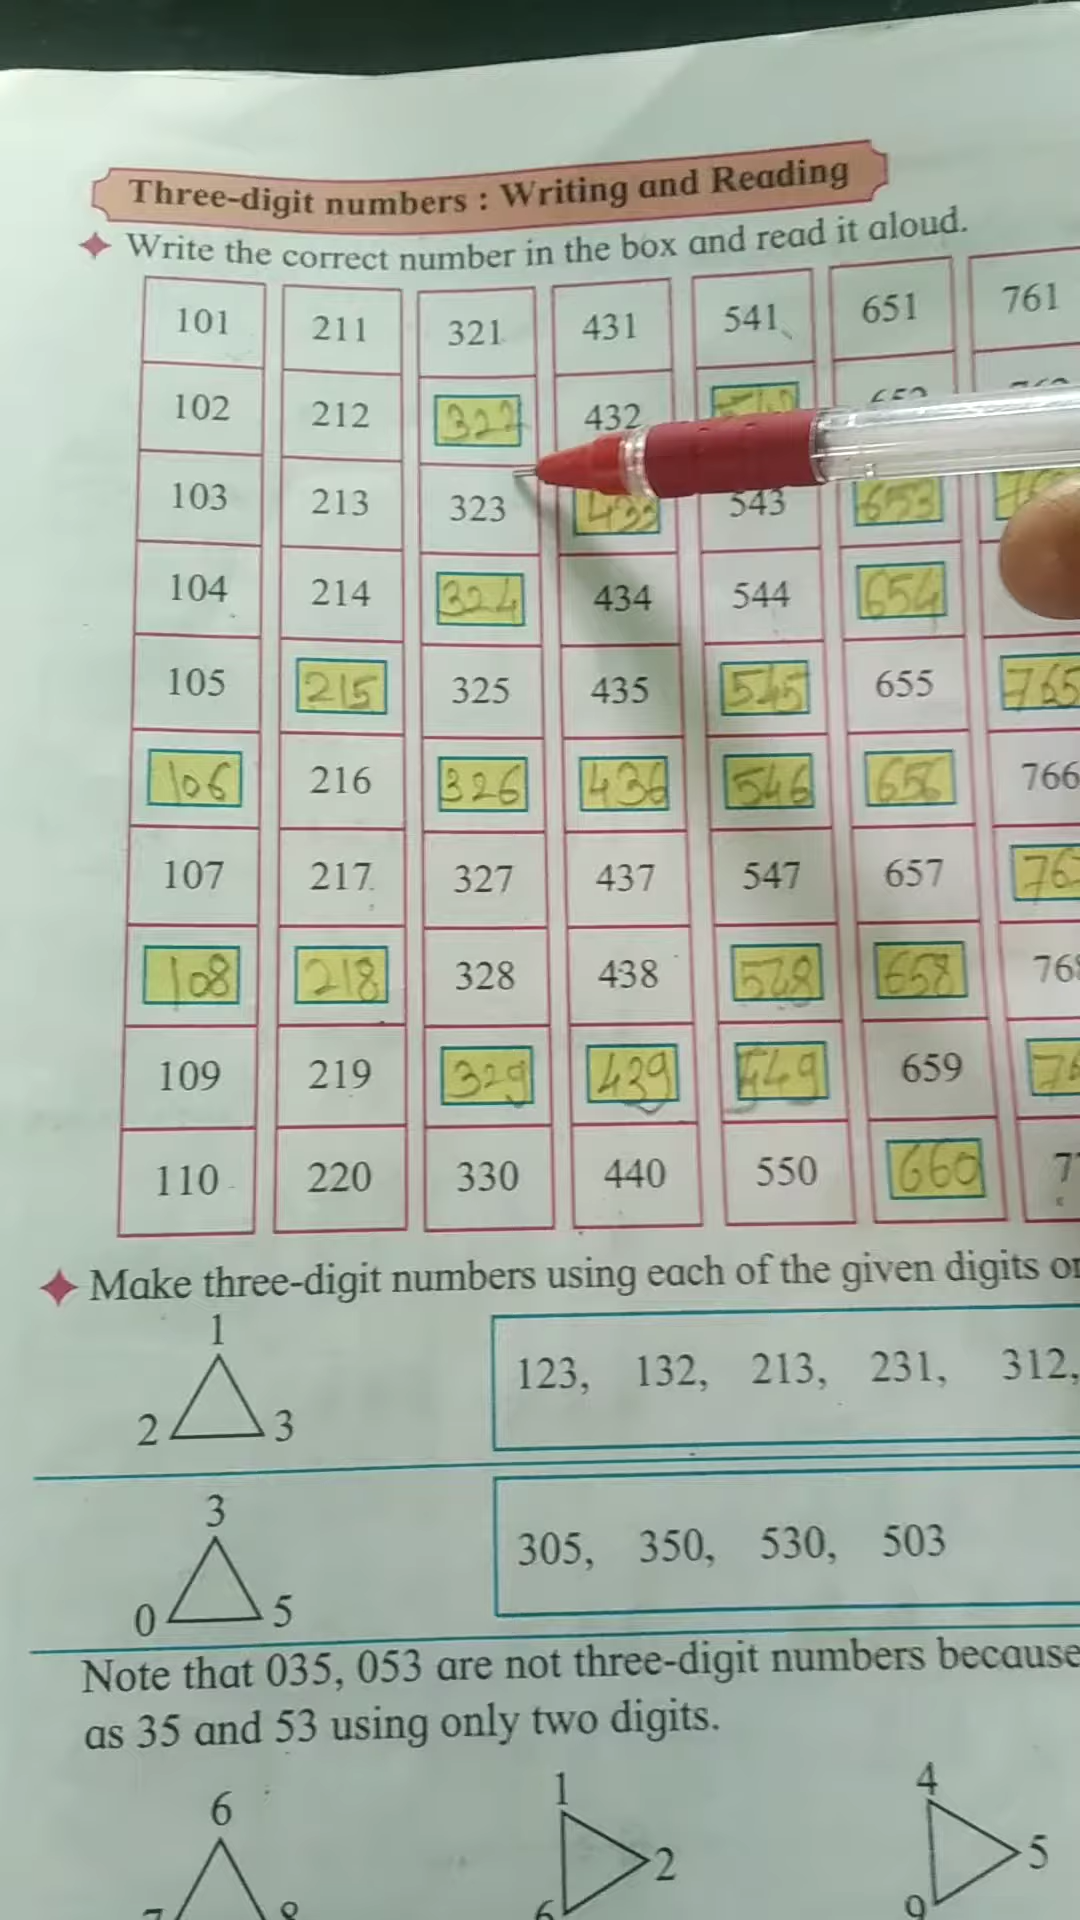 Three-digit numbers : Writing and Reading
Write the correct number in the box and read it aloud.
101 211 321 431 541 651 761
102 212 322 432
103 213 323 433 543 653
104 214 324 434 544 654
105 215 325 435 545 655 765
106 216 326 436 546 656 766
107 217 327 437 547 657
108 218 328 438 548 658
109 219 329 439 549 659
110 220 330 440 550 660
Make three-digit numbers using each of the given digits
1
2 3
123, 132, 213, 231, 312,
3
0 5
305, 350, 530, 503
Note that 035, 053 are not three-digit numbers because
as 35 and 53 using only two digits.
6 1 4
2 5
7 8 6 9